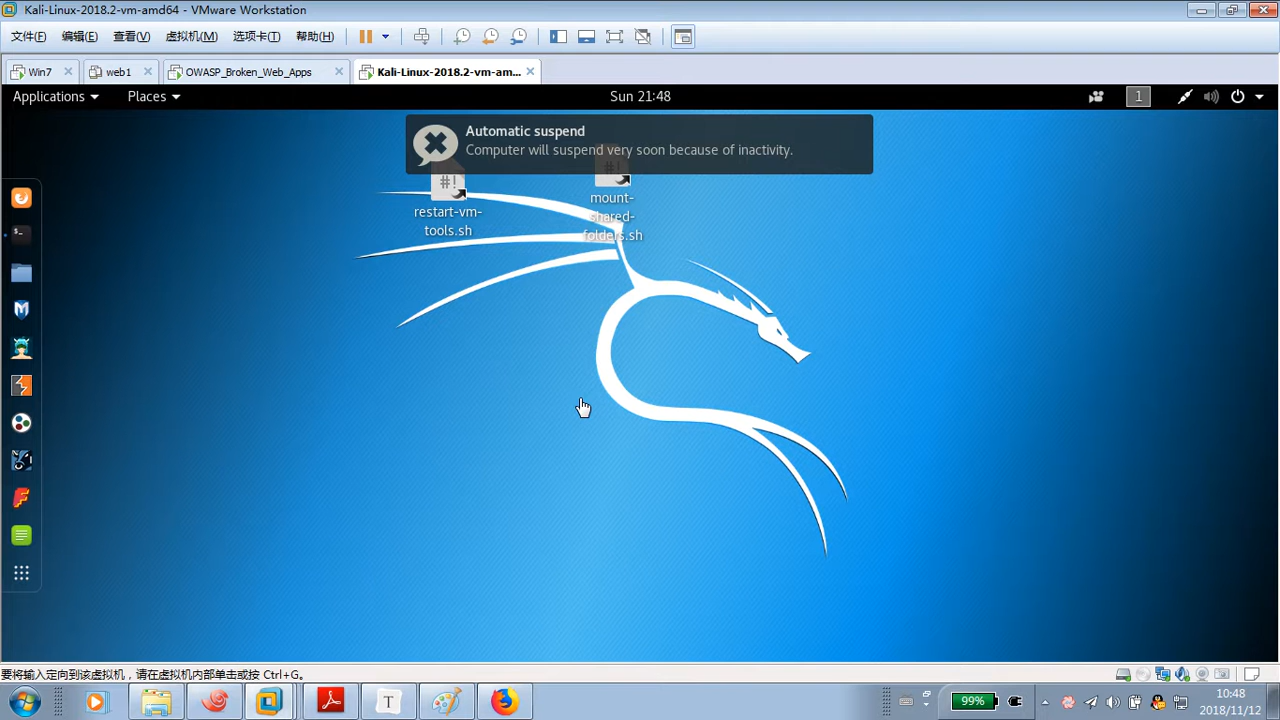 Kali-Linux-2018.2-vm-amd64 - VMware Workstation
文件(F) 编辑(E) 查看(V) 虚拟机(M) 选项卡(T) 帮助(H)
Win7 web1 OWASP_Broken_Web_Apps Kali-Linux-2018.2-vm-am...
Applications Places Sun 21:48 1
Automatic suspend
Computer will suspend very soon because of inactivity.
#!
restart-vm-
tools.sh
#!
mount-
shared-
folders.sh
要将输入定向到该虚拟机，请在虚拟机内部单击或按 Ctrl+G。
T
99%
10:48
2018/11/12